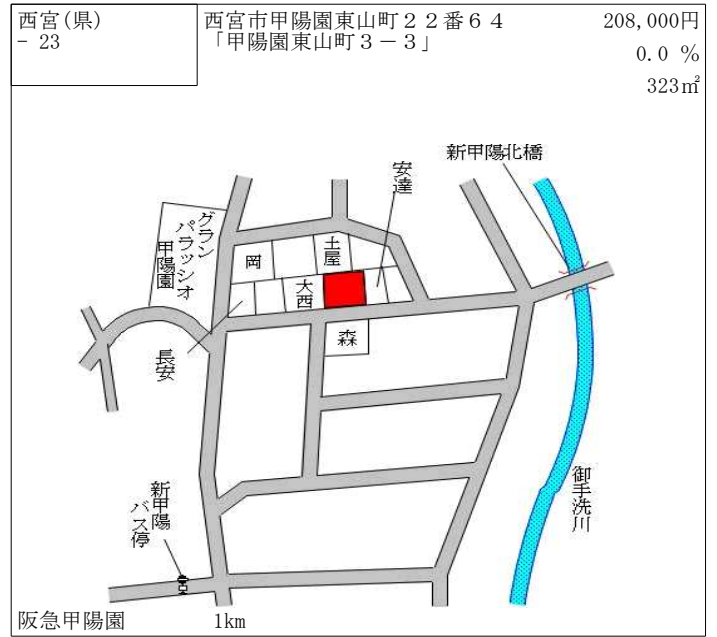 西宮(県)
- 23
西宮市甲陽園東山町２２番６４
「甲陽園東山町３－３」
208,000円
0.0 %
323㎡
新甲陽北橋
安達
グラン
パラッシオ
甲陽園
土屋
岡
大西
森
長安
新甲陽
バス停
御手洗川
阪急甲陽園
1km